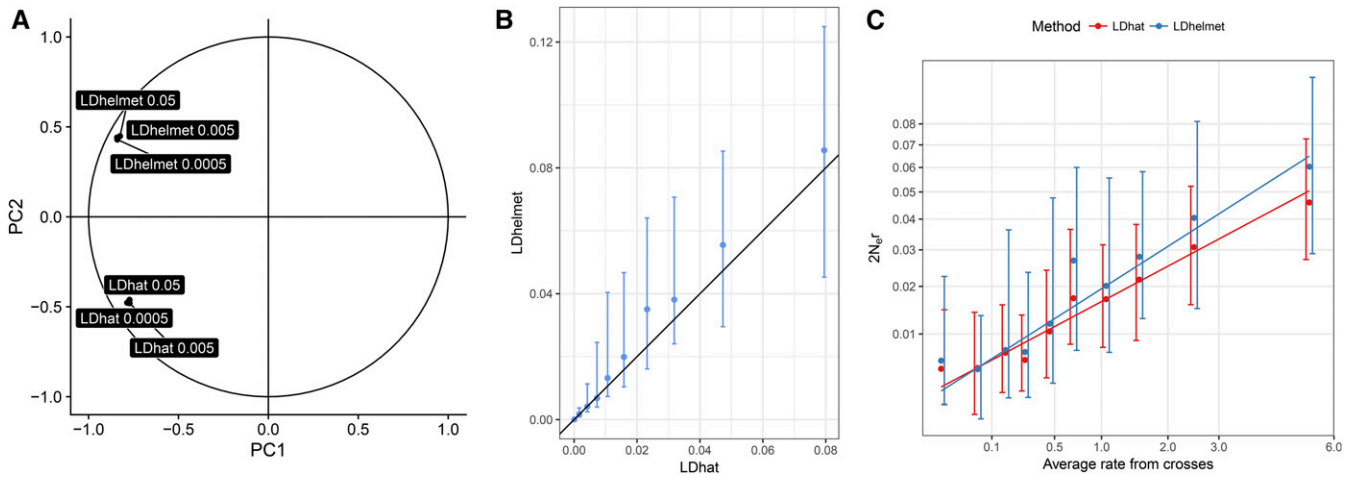 A
1.0
LDhelmet 0.05
0.5
LDhelmet 0.005
LDhelmet 0.0005
PC2
0.0
LDhat 0.05
−0.5
LDhat 0.0005
LDhat 0.005
−1.0
−1.0 −0.5 0.0 0.5 1.0
PC1
B
0.12
0.08
LDhelmet
0.04
0.00
0.00 0.02 0.04 0.06 0.08
LDhat
C
Method LDhat LDhelmet
0.08
0.06
0.05
0.04
0.03
0.02
0.01
2Ner
0.1 0.5 1.0 2.0 3.0 6.0
Average rate from crosses